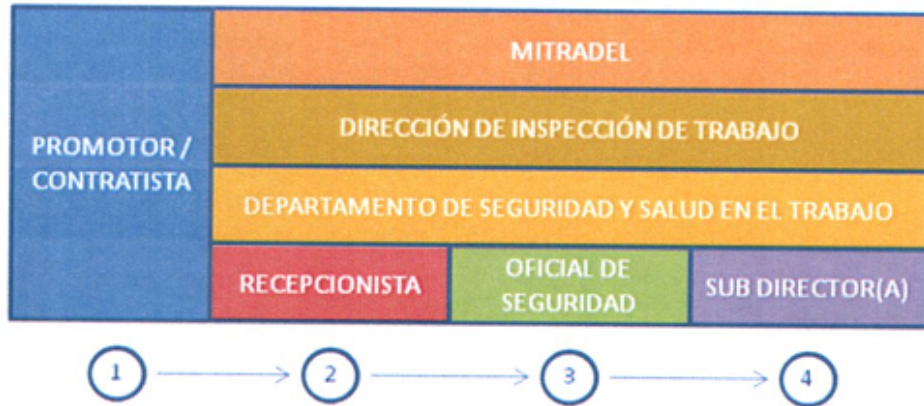 PROMOTOR /
CONTRATISTA
MITRADEL
DIRECCIÓN DE INSPECCIÓN DE TRABAJO
DEPARTAMENTO DE SEGURIDAD Y SALUD EN EL TRABAJO
RECEPCIONISTA
OFICIAL DE
SEGURIDAD
SUB DIRECTOR(A)
1
2
3
4